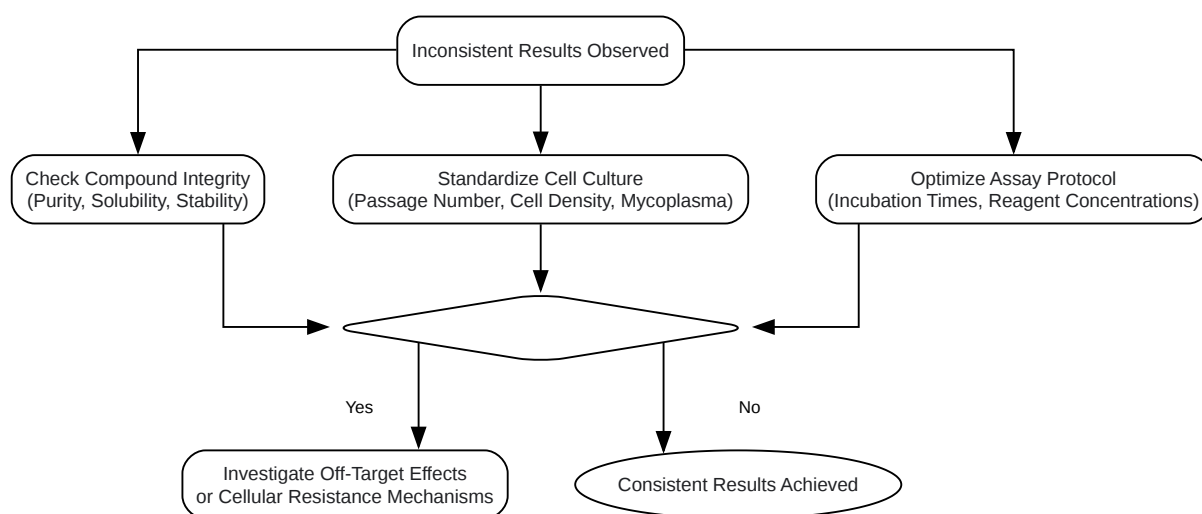 Inconsistent Results Observed
Check Compound Integrity
(Purity, Solubility, Stability)
Standardize Cell Culture
(Passage Number, Cell Density, Mycoplasma)
Optimize Assay Protocol
(Incubation Times, Reagent Concentrations)
Yes
No
Investigate Off-Target Effects
or Cellular Resistance Mechanisms
Consistent Results Achieved